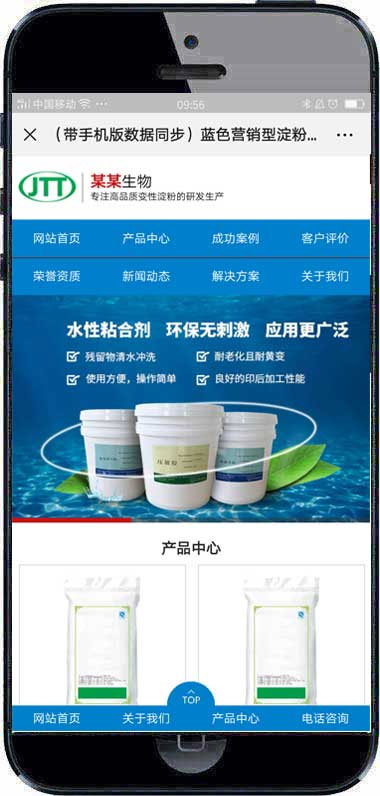 中国移动
09:56
（带手机版数据同步）蓝色营销型淀粉...
JTT
某某生物
专注高品质变性淀粉的研发生产
网站首页 产品中心 成功案例 客户评价
荣誉资质 新闻动态 解决方案 关于我们
水性粘合剂 环保无刺激 应用更广泛
残留物清水冲洗 耐老化且耐黄变
使用方便，操作简单 良好的印后加工性能
产品中心
TOP
网站首页 关于我们 产品中心 电话咨询